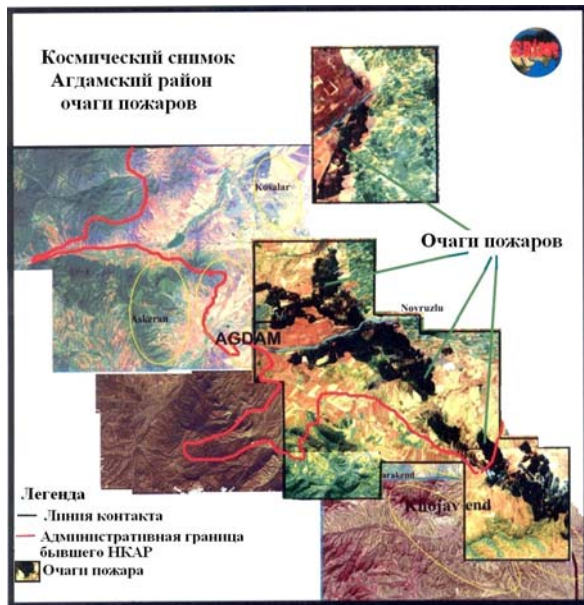 Космический снимок
Агдамский район
очаги пожаров
Kosalar
Очаги пожаров
Novruzlu
Askeran
AGDAM
arakend
Khojavend
Легенда
Линия контакта
Административная граница
бывшего НКАР
Очаги пожара